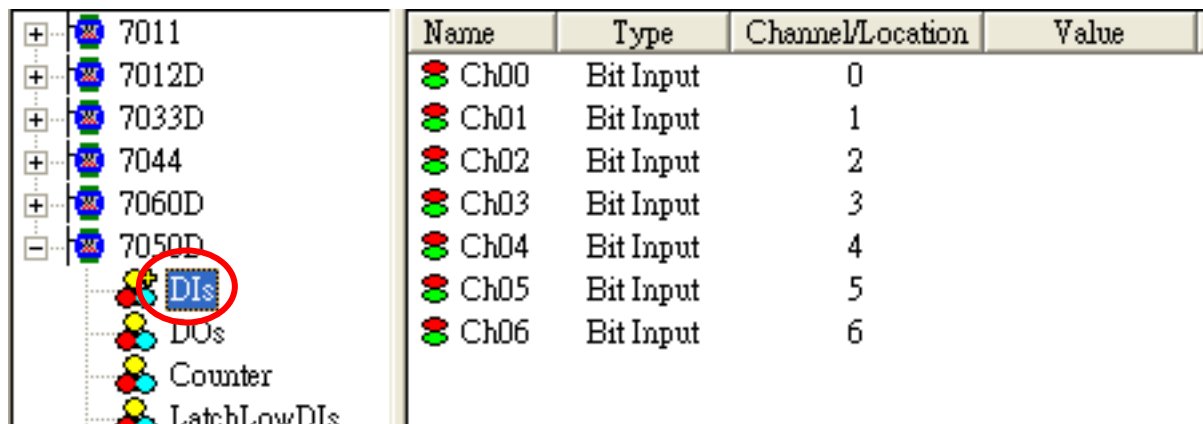 7011
7012D
7033D
7044
7060D
7050D
DIs
DOs
Counter
LatchLowDIs
Name Type Channel/Location Value
Ch00 Bit Input 0
Ch01 Bit Input 1
Ch02 Bit Input 2
Ch03 Bit Input 3
Ch04 Bit Input 4
Ch05 Bit Input 5
Ch06 Bit Input 6